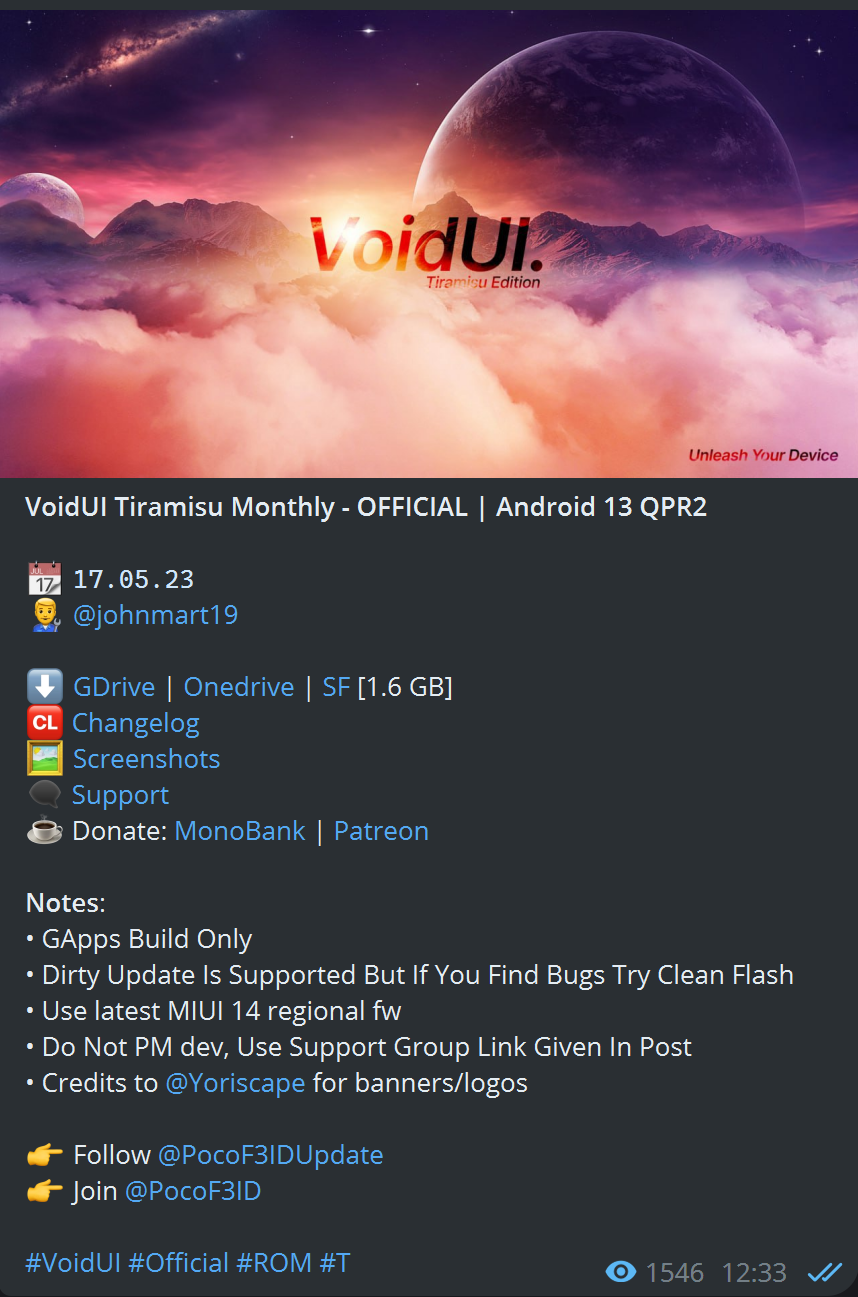 VoidUI.
Tiramisu Edition
Unleash Your Device
VoidUI Tiramisu Monthly - OFFICIAL | Android 13 QPR2
📆 17.05.23
👨‍🔧 @johnmart19
⬇️ GDrive | Onedrive | SF [1.6 GB]
CL Changelog
🖼 Screenshots
🗨 Support
☕️ Donate: MonoBank | Patreon
Notes:
• GApps Build Only
• Dirty Update Is Supported But If You Find Bugs Try Clean Flash
• Use latest MIUI 14 regional fw
• Do Not PM dev, Use Support Group Link Given In Post
• Credits to @Yoriscape for banners/logos
👉 Follow @PocoF3IDUpdate
👉 Join @PocoF3ID
#VoidUI #Official #ROM #T
1546 12:33